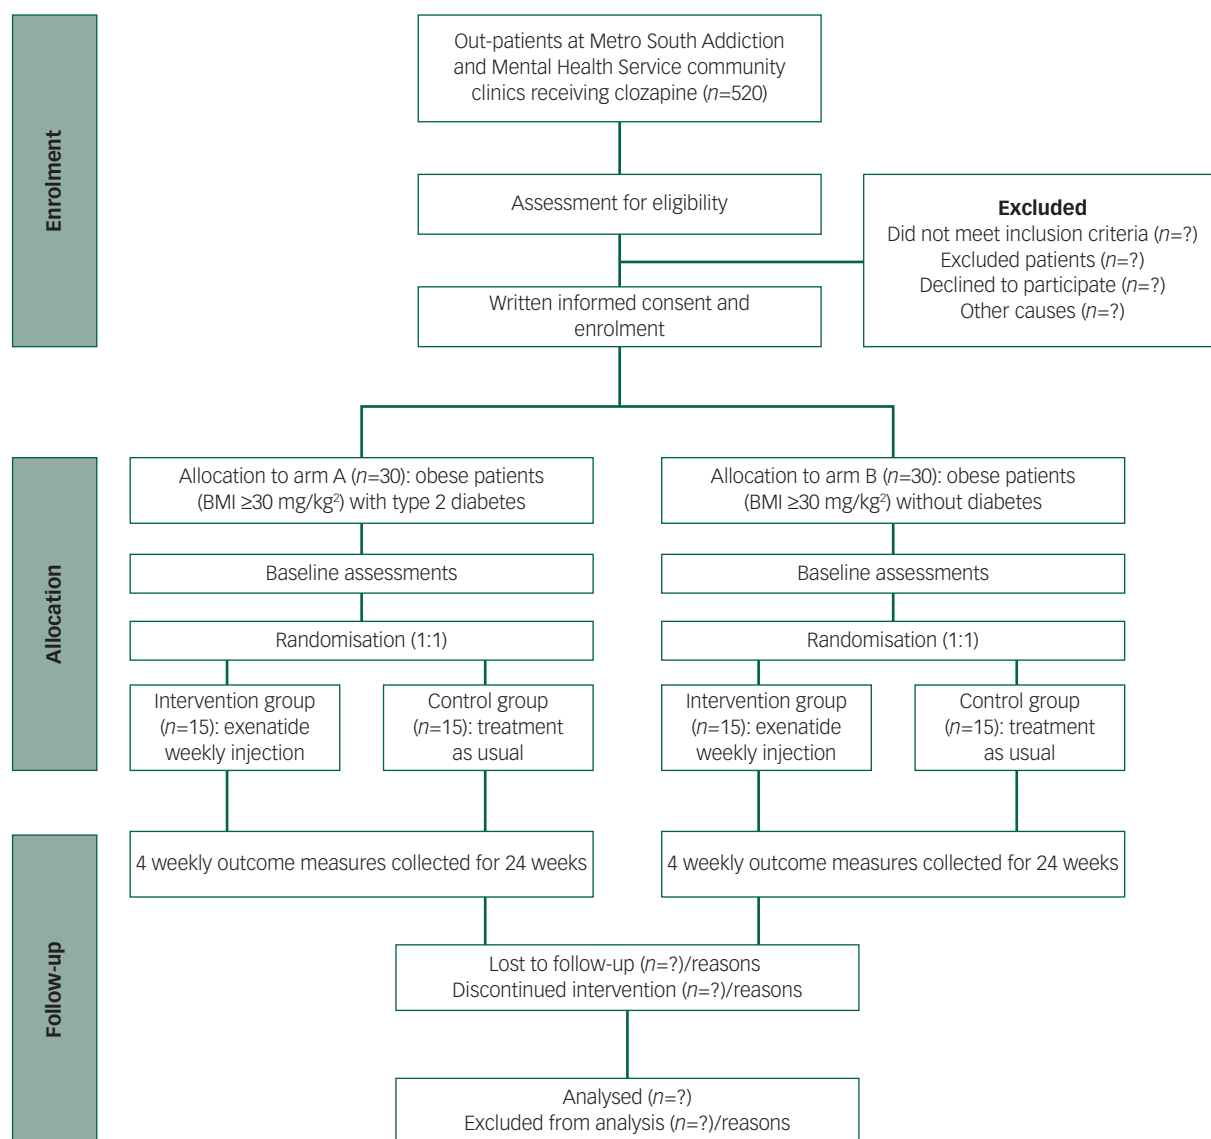 Enrolment
Out-patients at Metro South Addiction
and Mental Health Service community
clinics receiving clozapine (n=520)
Assessment for eligibility
Excluded
Did not meet inclusion criteria (n=?)
Excluded patients (n=?)
Declined to participate (n=?)
Other causes (n=?)
Written informed consent and
enrolment
Allocation
Allocation to arm A (n=30): obese patients
(BMI ≥30 mg/kg²) with type 2 diabetes
Allocation to arm B (n=30): obese patients
(BMI ≥30 mg/kg²) without diabetes
Baseline assessments
Baseline assessments
Randomisation (1:1)
Randomisation (1:1)
Intervention group
(n=15): exenatide
weekly injection
Control group
(n=15): treatment
as usual
Intervention group
(n=15): exenatide
weekly injection
Control group
(n=15): treatment
as usual
Follow-up
4 weekly outcome measures collected for 24 weeks
4 weekly outcome measures collected for 24 weeks
Lost to follow-up (n=?)/reasons
Discontinued intervention (n=?)/reasons
Analysed (n=?)
Excluded from analysis (n=?)/reasons